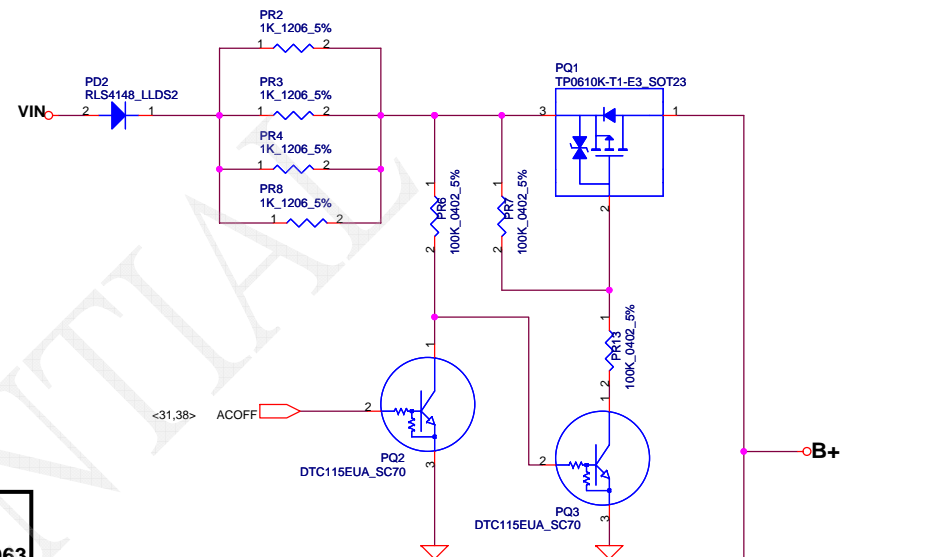 PR2
1K_1206_5%
1 2
PD2
RLS4148_LLDS2
VIN
2 1
PR3
1K_1206_5%
1 2
PR4
1K_1206_5%
1 2
PR8
1K_1206_5%
1 2
PQ1
TP0610K-T1-E3_SOT23
3 1
2
1
PR6
100K_0402_5%
2
1
PR7
100K_0402_5%
2
1
PR13
100K_0402_5%
2
<31,38> ACOFF
1
2
3
PQ2
DTC115EUA_SC70
1
2
3
PQ3
DTC115EUA_SC70
B+
NTIAL
063